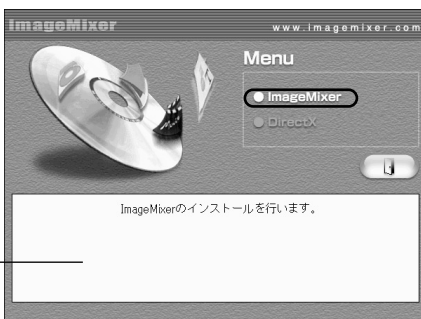 ImageMixer
www.imagemixer.com
Menu
ImageMixer
DirectX
ImageMixerのインストールを行います。